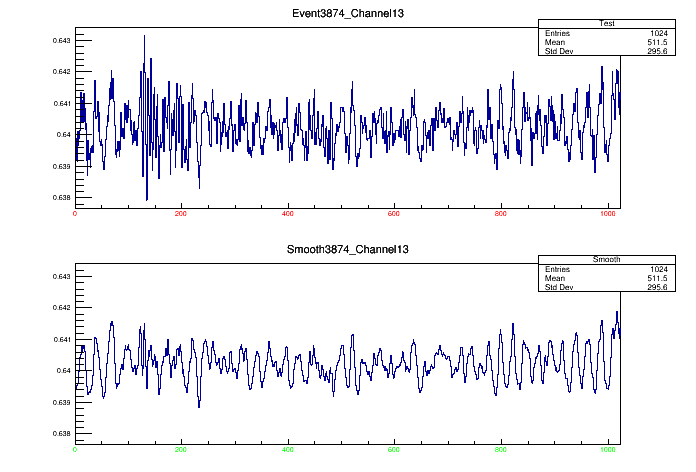 Event3874_Channel13
Test
Entries 1024
Mean 511.5
Std Dev 295.6
0.643
0.642
0.641
0.64
0.639
0.638
0 200 400 600 800 1000
Smooth3874_Channel13
Smooth
Entries 1024
Mean 511.5
Std Dev 295.6
0.643
0.642
0.641
0.64
0.639
0.638
0 200 400 600 800 1000